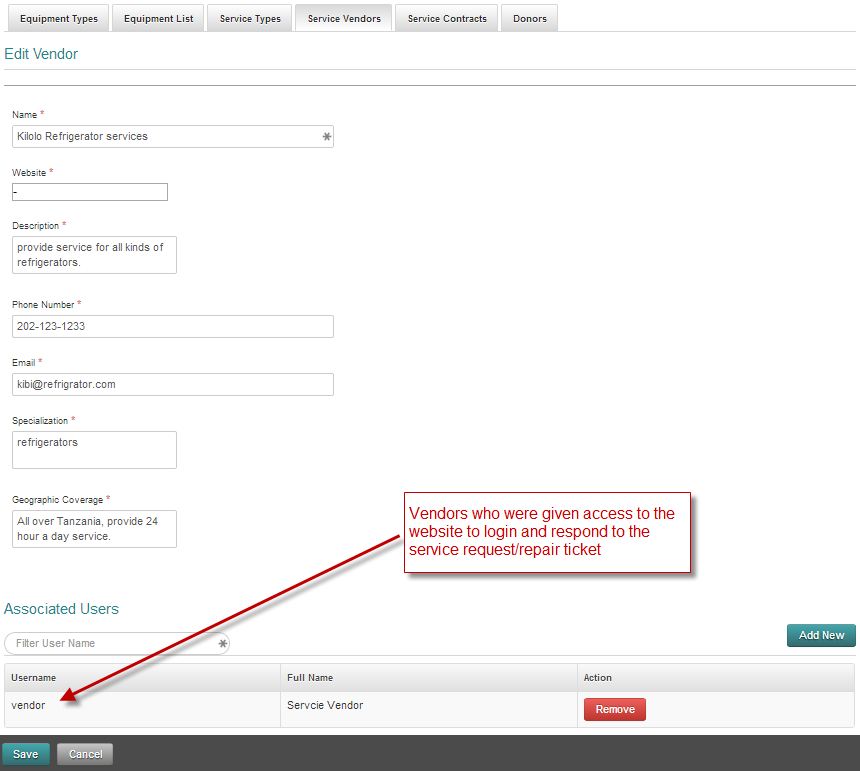 Equipment Types Equipment List Service Types Service Vendors Service Contracts Donors
Edit Vendor
Name *
Kilolo Refrigerator services
Website *
-
Description *
provide service for all kinds of
refrigerators.
Phone Number *
202-123-1233
Email *
kibi@refrigrator.com
Specialization *
refrigerators
Geographic Coverage *
All over Tanzania, provide 24
hour a day service.
Vendors who were given access to the
website to login and respond to the
service request/repair ticket
Associated Users
Add New
Filter User Name
Username Full Name Action
vendor Servcie Vendor Remove
Save Cancel